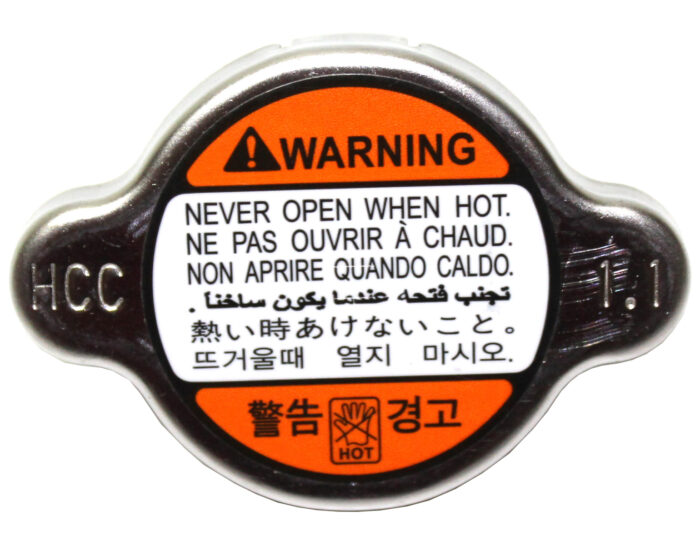 WARNING
NEVER OPEN WHEN HOT.
NE PAS OUVRIR À CHAUD.
NON APRIRE QUANDO CALDO.
تجنب فتحه عندما يكون ساخناً .
熱い時あけないこと。
뜨거울때 열지 마시오.
HCC 1.1
警告 경고
HOT